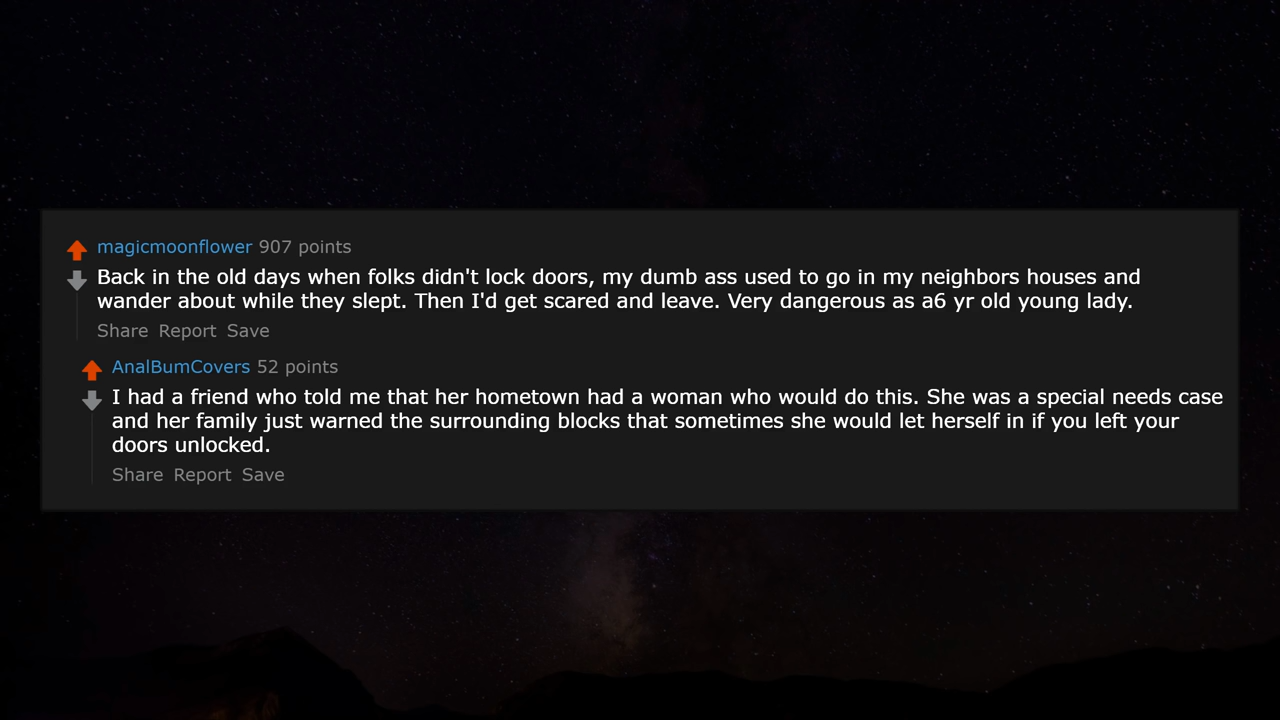 magicmoonflower 907 points
Back in the old days when folks didn't lock doors, my dumb ass used to go in my neighbors houses and
wander about while they slept. Then I'd get scared and leave. Very dangerous as a6 yr old young lady.
Share Report Save
AnalBumCovers 52 points
I had a friend who told me that her hometown had a woman who would do this. She was a special needs case
and her family just warned the surrounding blocks that sometimes she would let herself in if you left your
doors unlocked.
Share Report Save